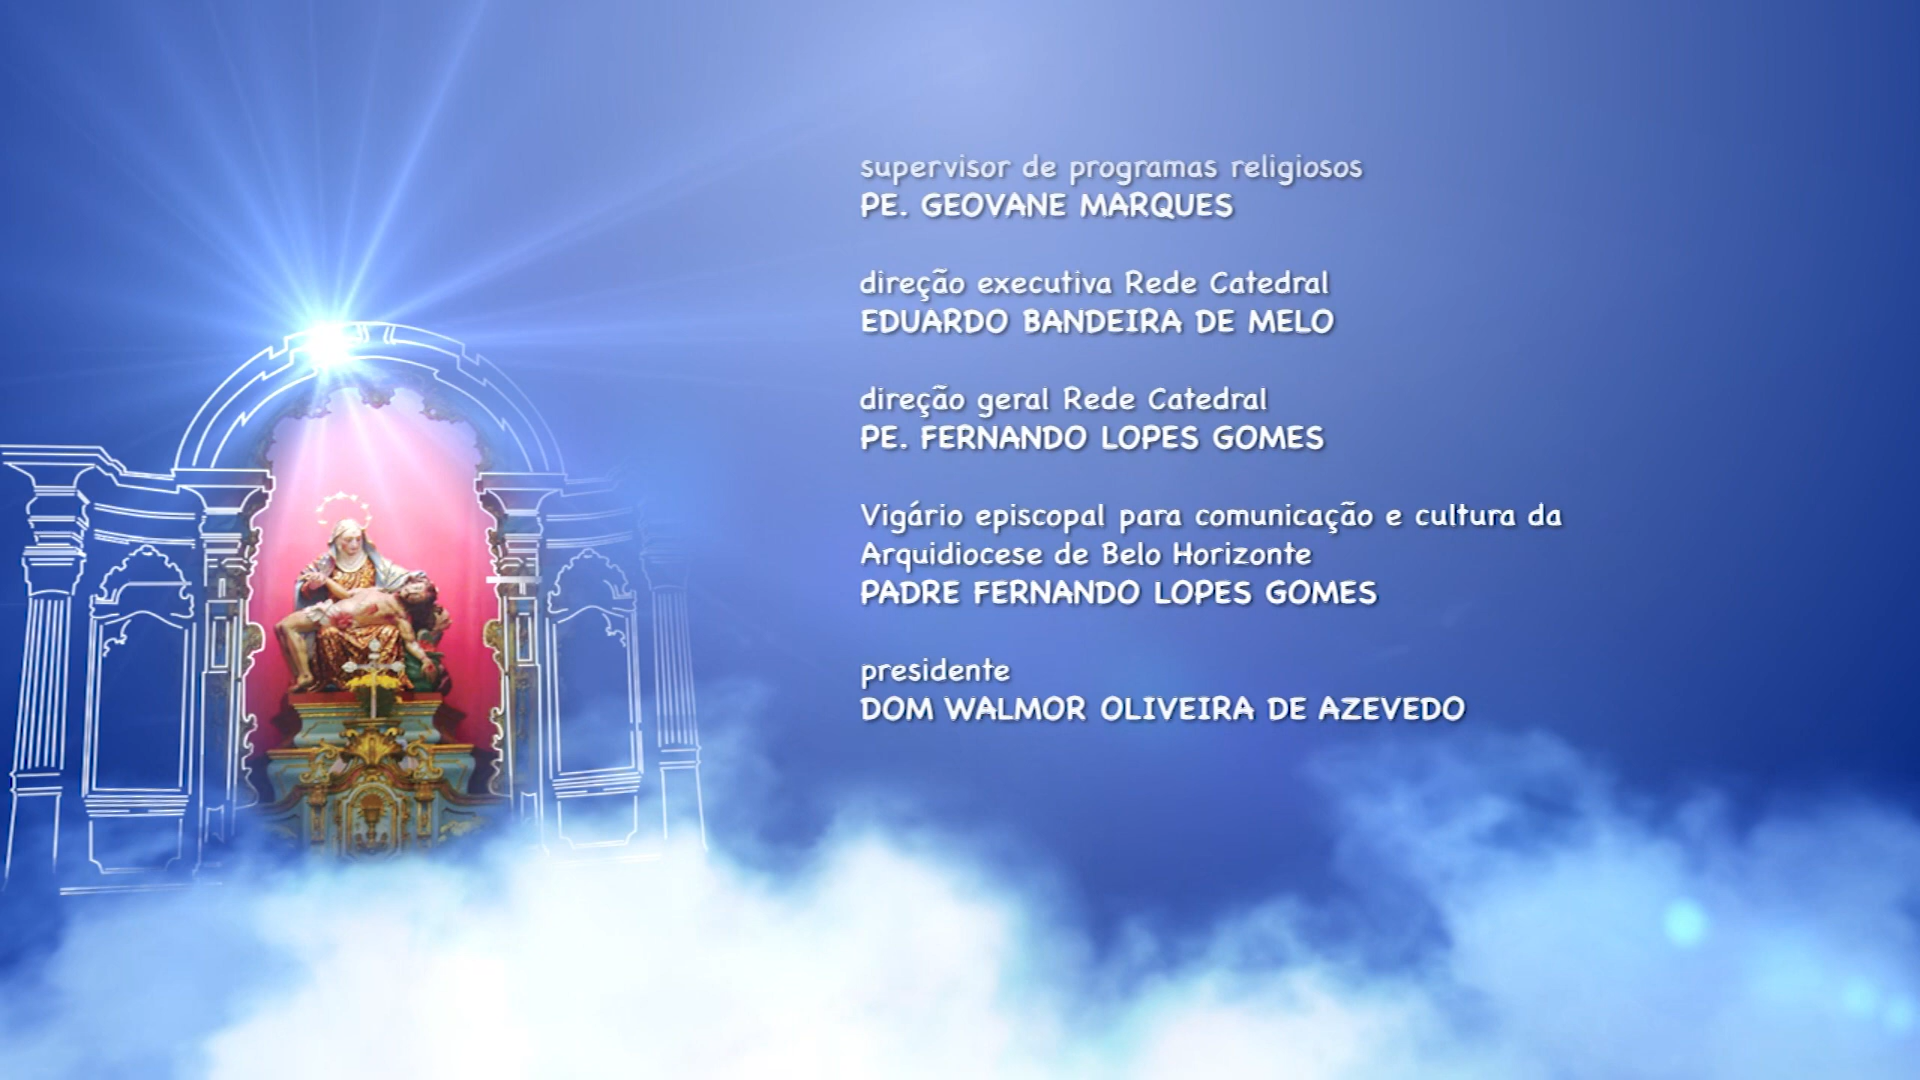 supervisor de programas religiosos
PE. GEOVANE MARQUES
direção executiva Rede Catedral
EDUARDO BANDEIRA DE MELO
direção geral Rede Catedral
PE. FERNANDO LOPES GOMES
Vigário episcopal para comunicação e cultura da
Arquidiocese de Belo Horizonte
PADRE FERNANDO LOPES GOMES
presidente
DOM WALMOR OLIVEIRA DE AZEVEDO